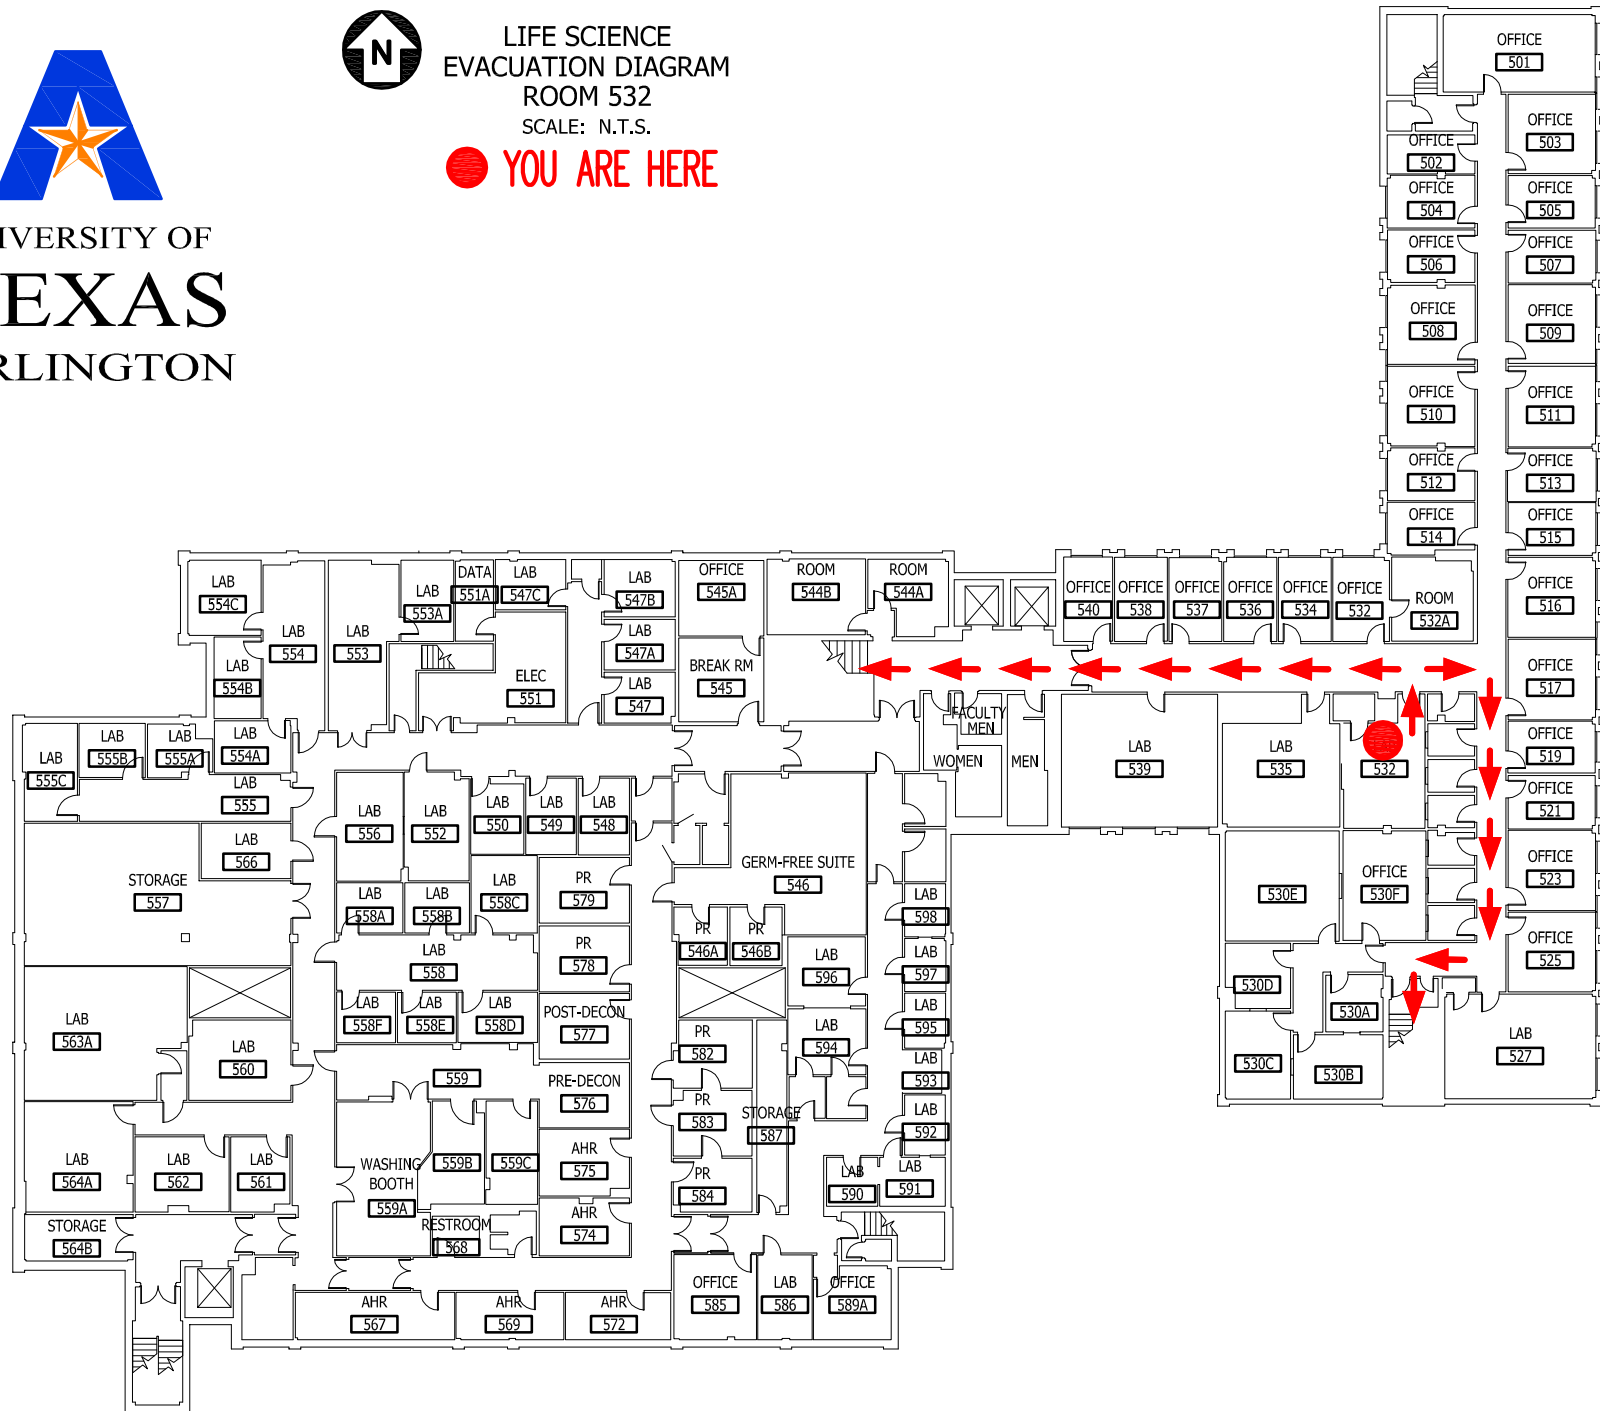 N
LIFE SCIENCE
EVACUATION DIAGRAM
ROOM 532
SCALE: N.T.S.
YOU ARE HERE
IVERSITY OF
EXAS
RLINGTON
OFFICE
501
OFFICE
503
OFFICE
502
OFFICE
504
OFFICE
505
OFFICE
506
OFFICE
507
OFFICE
508
OFFICE
509
OFFICE
510
OFFICE
511
OFFICE
512
OFFICE
513
OFFICE
514
OFFICE
515
OFFICE
516
OFFICE
517
OFFICE
519
OFFICE
521
OFFICE
523
OFFICE
525
LAB
527
OFFICE
540
OFFICE
538
OFFICE
537
OFFICE
536
OFFICE
534
OFFICE
532
ROOM
532A
LAB
539
LAB
535
532
530E
OFFICE
530F
530D
530A
530C
530B
LAB
554C
LAB
554
LAB
553
LAB
553A
DATA
551A
LAB
547C
LAB
547B
OFFICE
545A
ROOM
544B
ROOM
544A
LAB
547A
LAB
554B
ELEC
551
LAB
547
BREAK RM
545
FACULTY
MEN
WOMEN
MEN
LAB
555C
LAB
555B
LAB
555A
LAB
554A
LAB
555
LAB
566
STORAGE
557
LAB
556
LAB
552
LAB
550
LAB
549
LAB
548
GERM-FREE SUITE
546
LAB
558A
LAB
558B
LAB
558C
PR
579
LAB
598
PR
546A
PR
546B
LAB
558
PR
578
LAB
596
LAB
597
LAB
563A
LAB
560
LAB
558F
LAB
558E
LAB
558D
POST-DECON
577
PR
582
LAB
594
LAB
595
559
PRE-DECON
576
PR
583
STORAGE
587
LAB
593
LAB
592
LAB
564A
LAB
562
LAB
561
WASHING
BOOTH
559A
559B
559C
AHR
575
PR
584
LAB
590
LAB
591
STORAGE
564B
RESTROOM
568
AHR
574
AHR
567
AHR
569
AHR
572
OFFICE
585
LAB
586
OFFICE
589A